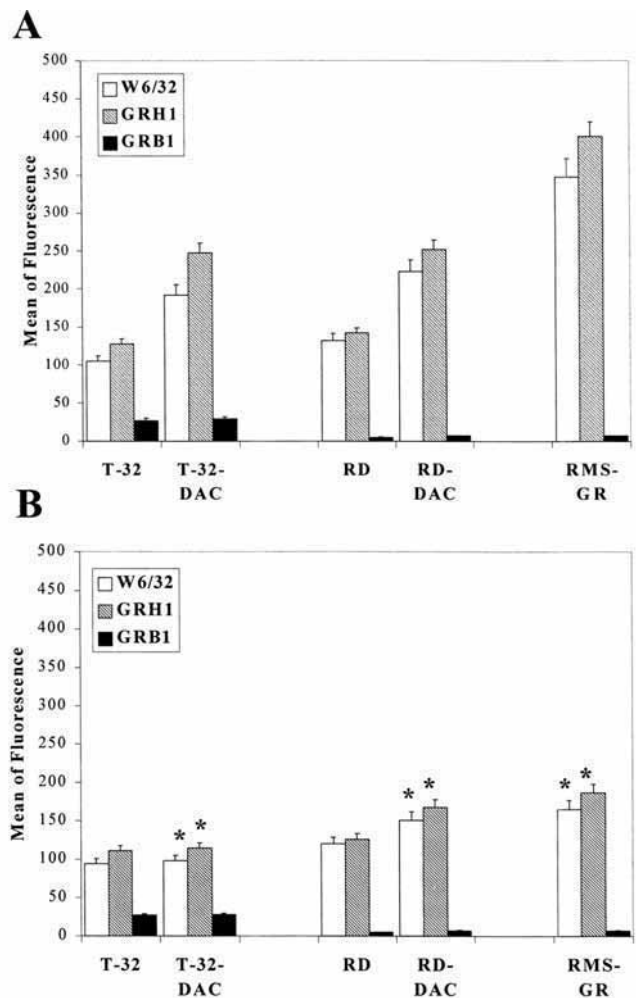 A
500
450
400
350
300
250
200
150
100
50
0
Mean of Fluorescence
W6/32
GRH1
GRB1
T-32 T-32- RD RD- RMS-
DAC DAC GR
B
500
450
400
350
300
250
200
150
100
50
0
Mean of Fluorescence
W6/32
GRH1
GRB1
* * * * * *
T-32 T-32- RD RD- RMS-
DAC DAC GR